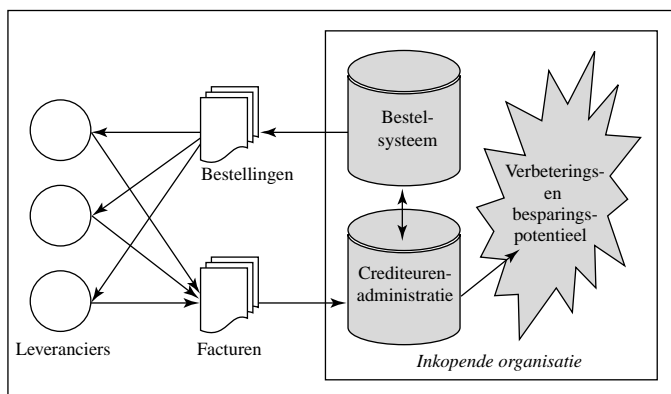 Bestel-
systeem
Bestellingen
Verbeterings-
en
besparings-
potentieel
Crediteuren-
administratie
Leveranciers
Facturen
Inkopende organisatie